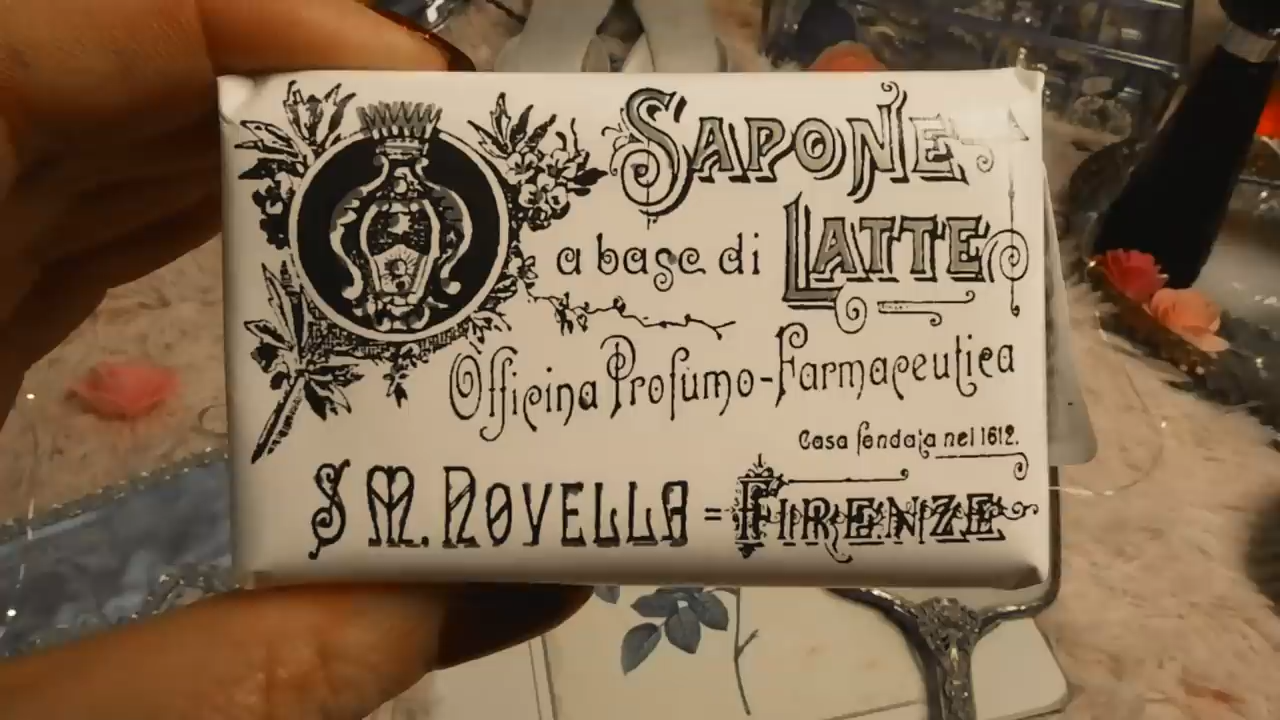 SAPONE
a base di LATTE
Officina Profumo-Farmaceutica
Casa fondata nel 1612.
S M. NOVELLA = FIRENZE